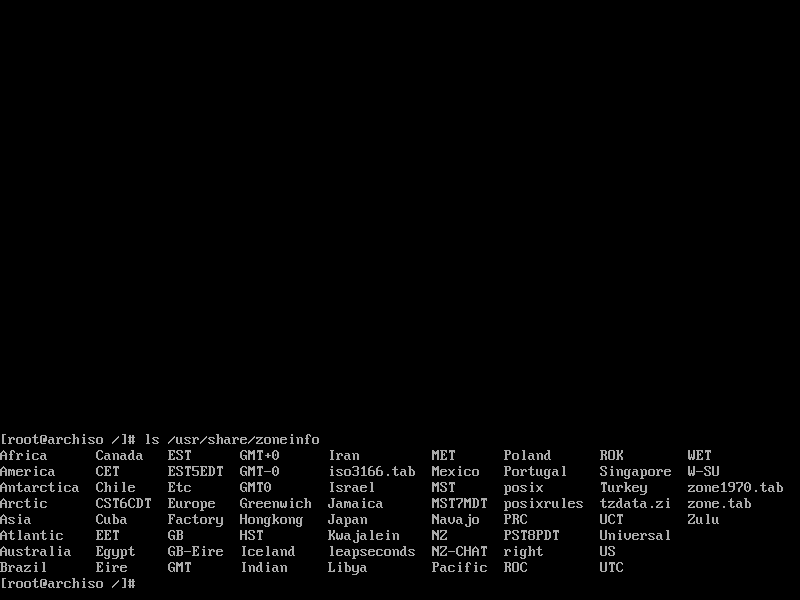 [root@archiso /]# ls /usr/share/zoneinfo
Africa Canada EST GMT+0 Iran MET Poland ROK WET
America CET EST5EDT GMT-0 iso3166.tab Mexico Portugal Singapore W-SU
Antarctica Chile Etc GMT0 Israel MST posix Turkey zone1970.tab
Arctic CST6CDT Europe Greenwich Jamaica MST7MDT posixrules tzdata.zi zone.tab
Asia Cuba Factory Hongkong Japan Navajo PRC UCT Zulu
Atlantic EET GB HST Kwajalein NZ PST8PDT Universal
Australia Egypt GB-Eire Iceland leapseconds NZ-CHAT right US
Brazil Eire GMT Indian Libya Pacific ROC UTC
[root@archiso /]#